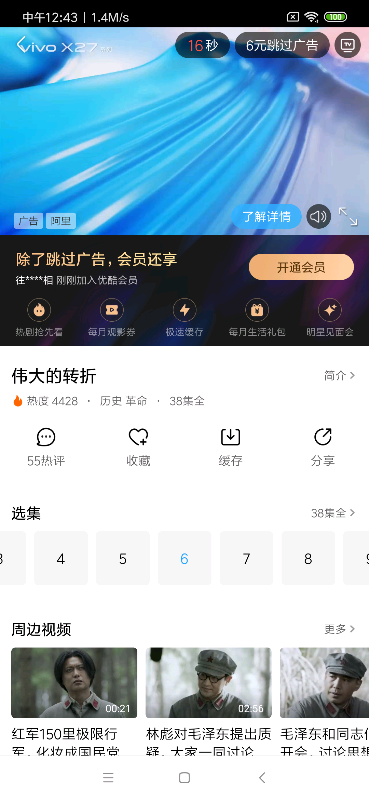 中午12:43 | 1.4M/s
100
vivo X27
16秒
6元跳过广告
TV
广告
阿里
了解详情
除了跳过广告，会员还享
往****相 刚刚加入优酷会员
开通会员
热剧抢先看
每月观影券
极速缓存
每月生活礼包
明星见面会
伟大的转折
简介 >
热度 4428 · 历史 革命 · 38集全
55热评
收藏
缓存
分享
选集
38集全 >
4
5
6
7
8
周边视频
更多 >
00:21
02:56
红军150里极限行
军，化妆成国民党
林彪对毛泽东提出质
疑，大家一同讨论
毛泽东和同志们
开会，讨论思想